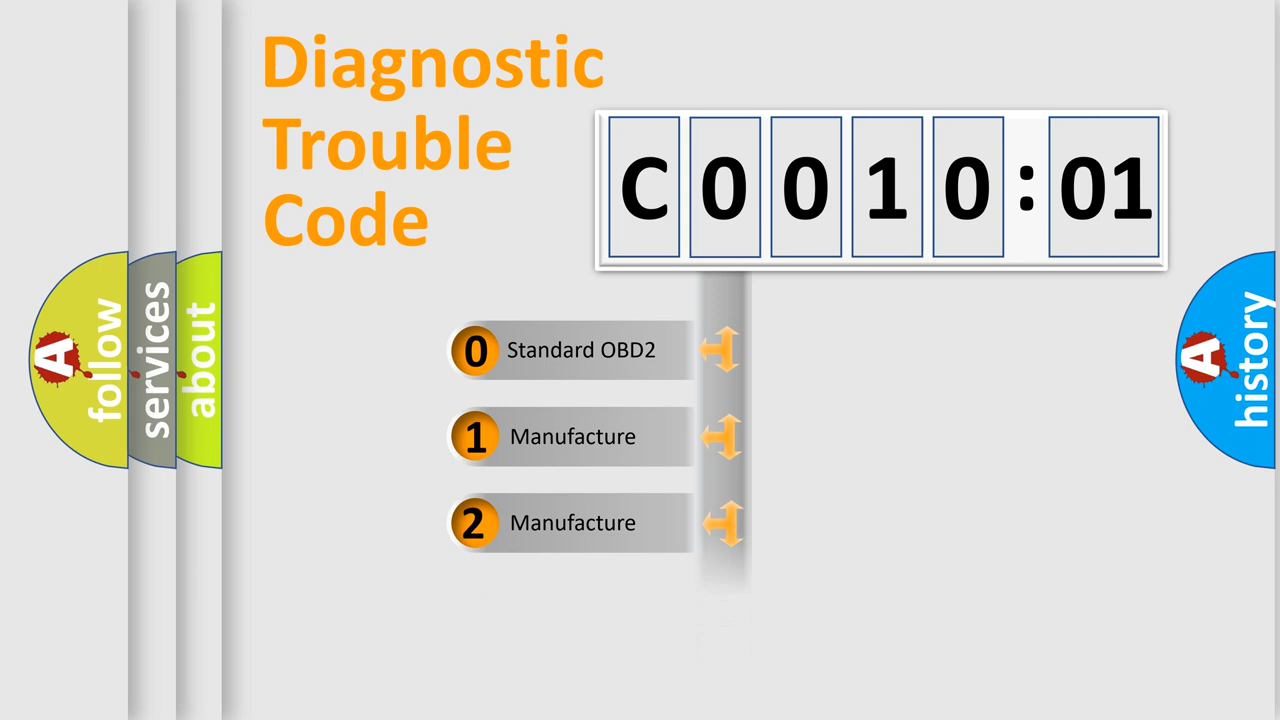 Diagnostic
Trouble
Code
C 0 0 1 0 : 01
0 Standard OBD2
1 Manufacture
2 Manufacture
A follow
services
about
A history